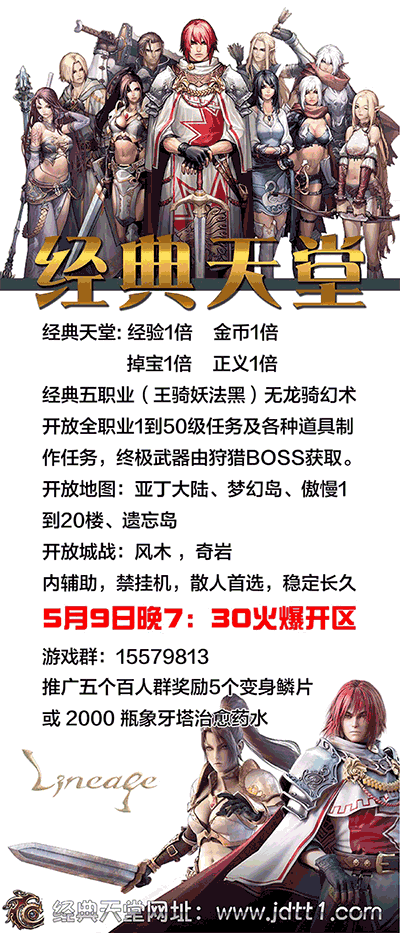 经典天堂
经典天堂: 经验1倍 金币1倍
掉宝1倍 正义1倍
经典五职业（王骑妖法黑）无龙骑幻术
开放全职业1到50级任务及各种道具制
作任务，终极武器由狩猎BOSS获取。
开放地图：亚丁大陆、梦幻岛、傲慢1
到20楼、遗忘岛
开放城战：风木 ，奇岩
内辅助，禁挂机，散人首选，稳定长久
5月9日晚7：30火爆开区
游戏群：15579813
推广五个百人群奖励5个变身鳞片
或 2000 瓶象牙塔治愈药水
Lineage
经典天堂网址：www.jdtt1.com